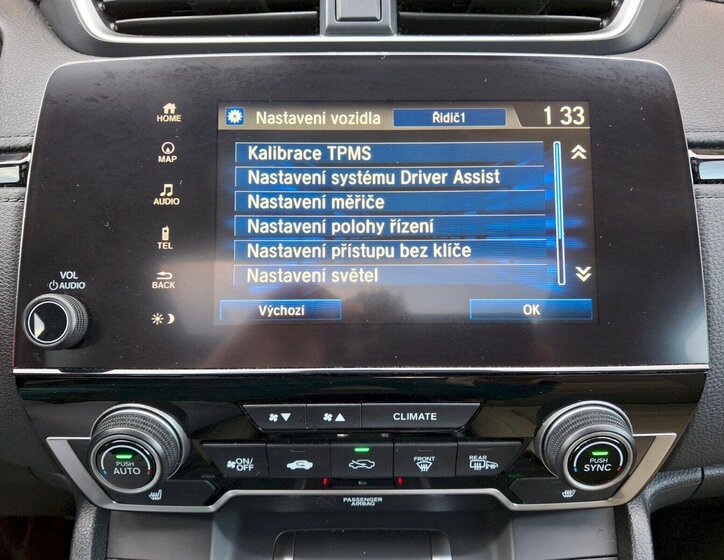 HOME
MAP
AUDIO
TEL
BACK
VOL
AUDIO
Nastavení vozidla
Řidič1
1 33
Kalibrace TPMS
Nastavení systému Driver Assist
Nastavení měřiče
Nastavení polohy řízení
Nastavení přístupu bez klíče
Nastavení světel
Výchozí
OK
CLIMATE
PUSH
AUTO
ON/
OFF
FRONT
REAR
PUSH
SYNC
PASSENGER
AIRBAG